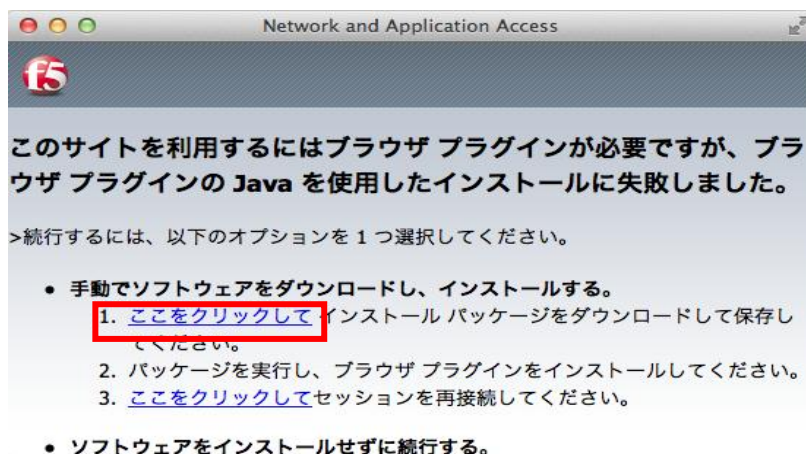 Network and Application Access
f5
このサイトを利用するにはブラウザ プラグインが必要ですが、ブラ
ウザ プラグインの Java を使用したインストールに失敗しました。
>続行するには、以下のオプションを 1 つ選択してください。
• 手動でソフトウェアをダウンロードし、インストールする。
1. ここをクリックして インストール パッケージをダウンロードして保存し
てください。
2. パッケージを実行し、ブラウザ プラグインをインストールしてください。
3. ここをクリックしてセッションを再接続してください。
• ソフトウェアをインストールせずに続行する。